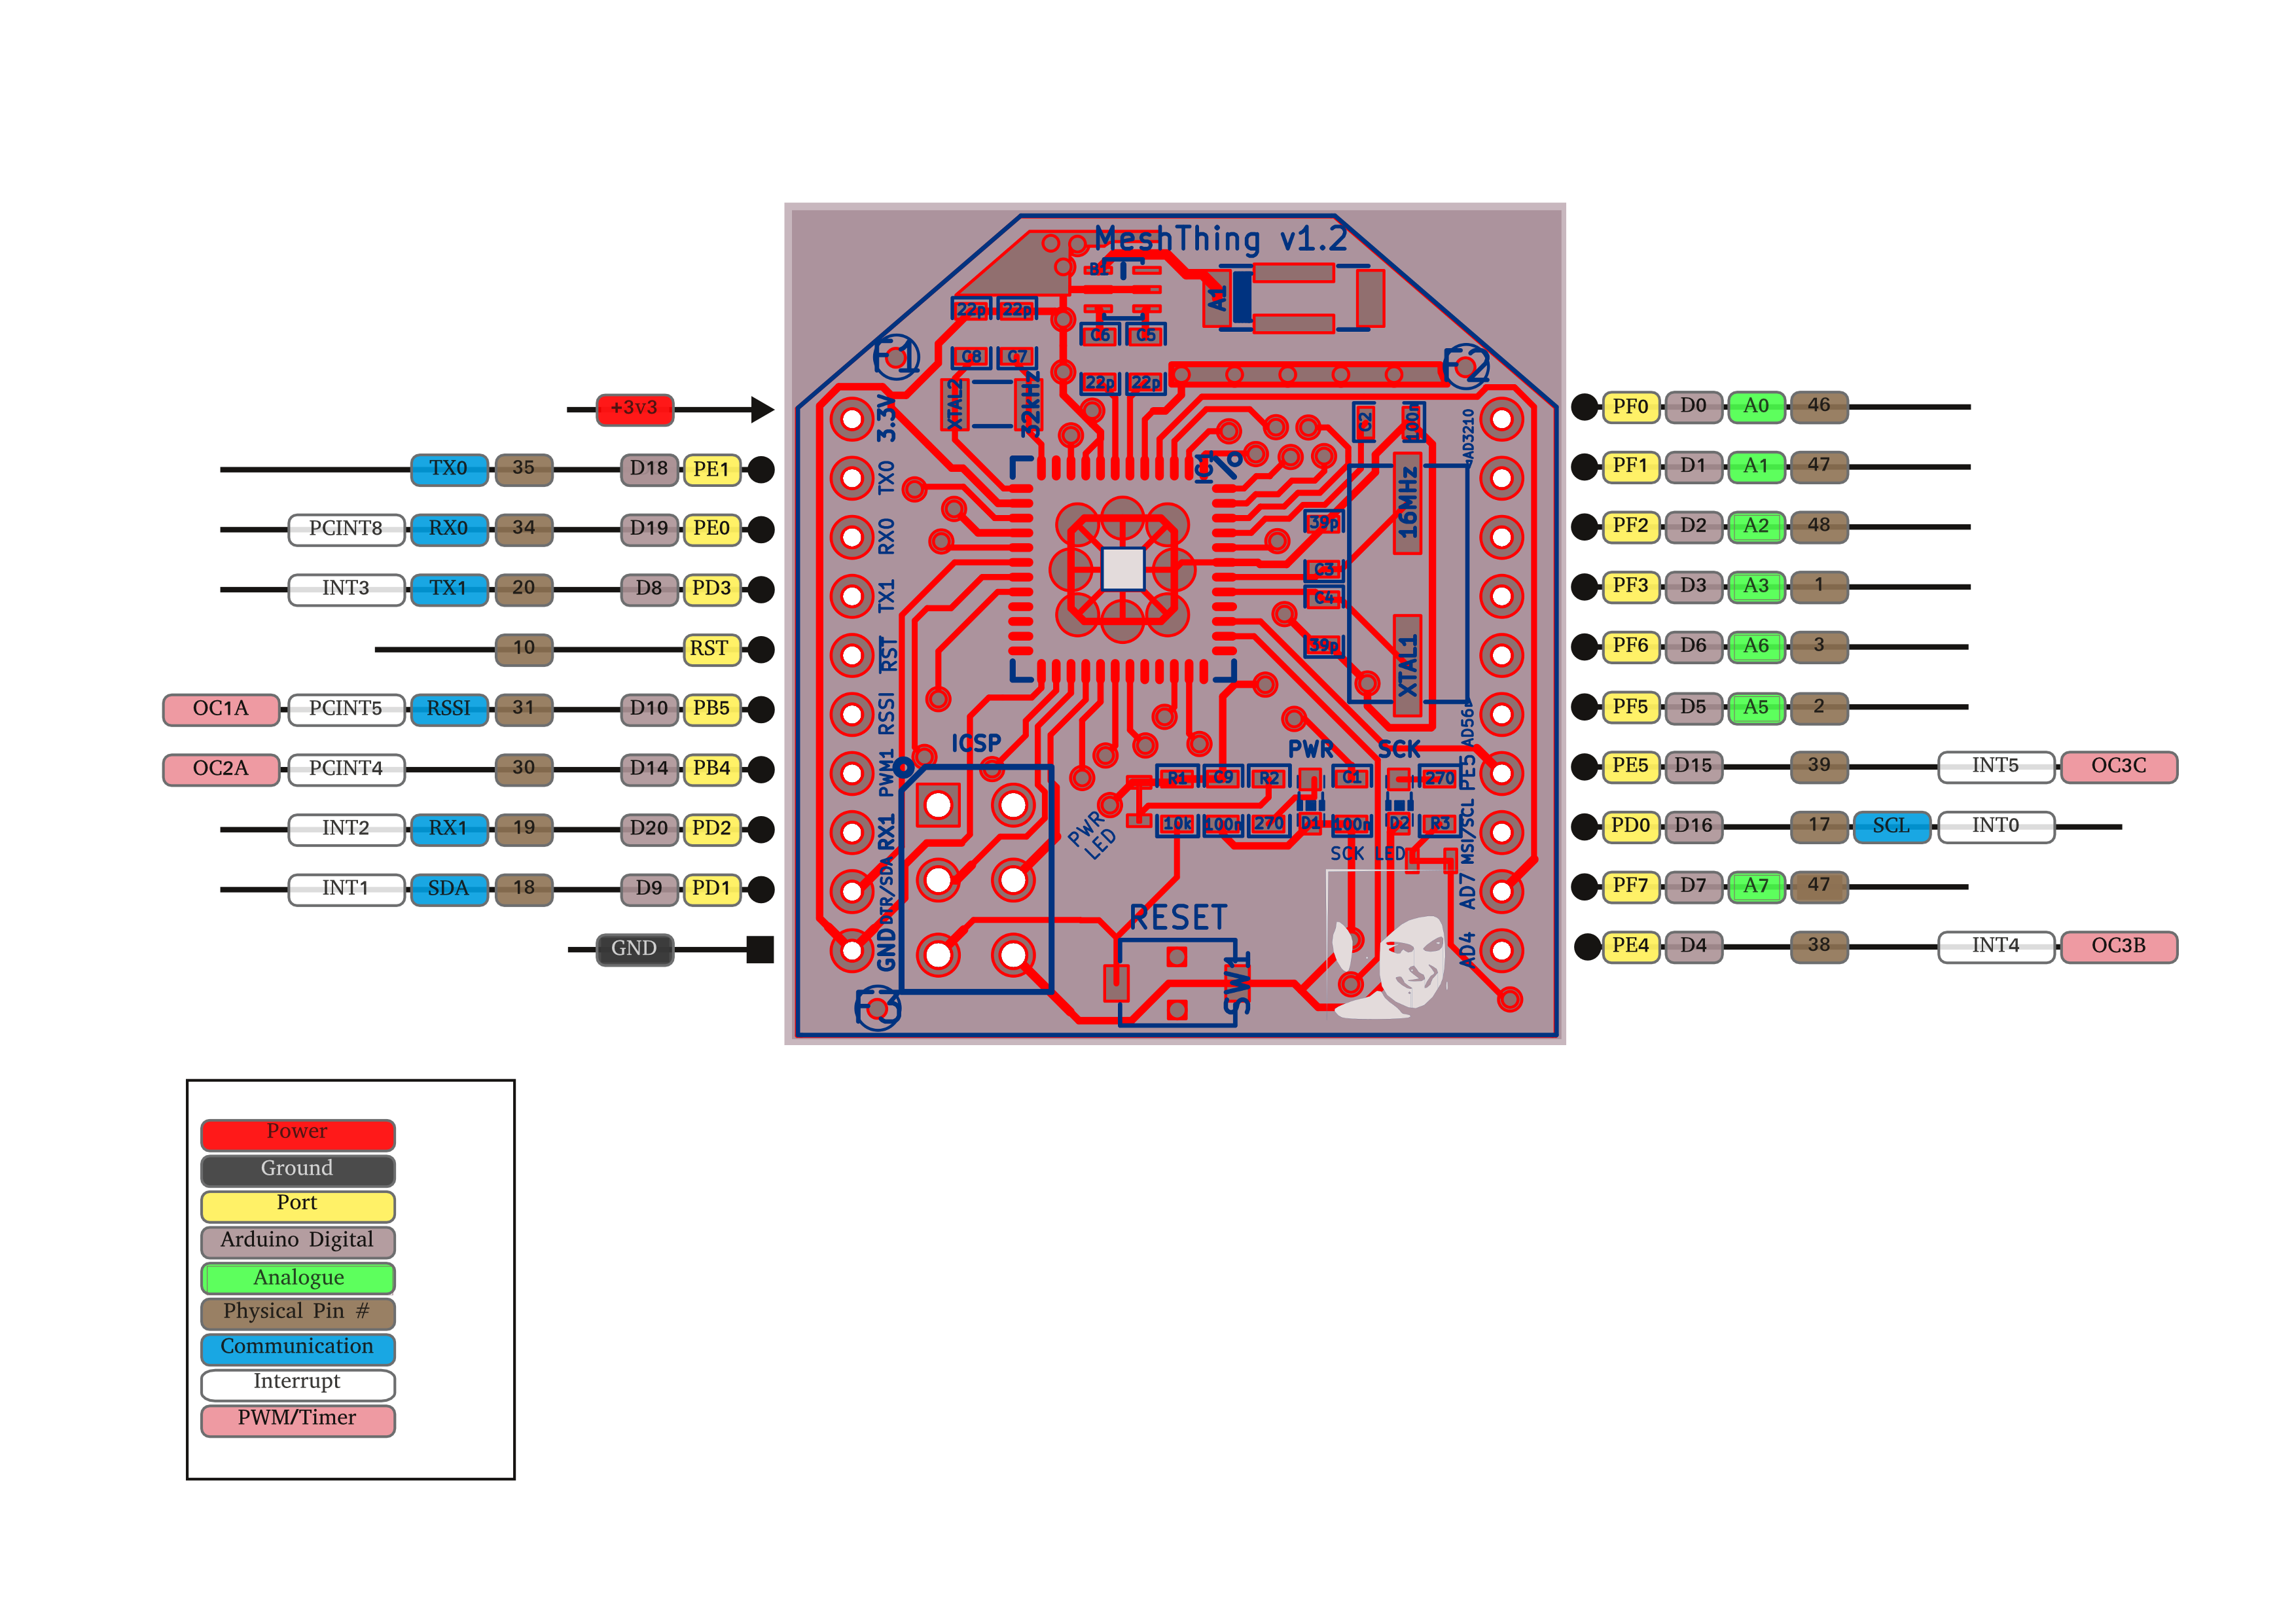 MeshThing v1.2
B1
A1
22p 22p
C6 C5
F1
C8 C7
F2
22p 22p
XTAL2
32kHz
+3v3
3.3V
C2
100n
AD3210
PF0 D0 A0 46
TX0 35 D18 PE1
TX0
IC1
16MHz
PF1 D1 A1 47
PCINT8 RX0 34 D19 PE0
RX0
39p
PF2 D2 A2 48
INT3 TX1 20 D8 PD3
TX1
C3
C4
PF3 D3 A3 1
10 RST
RST
39p
XTAL1
PF6 D6 A6 3
OC1A PCINT5 RSSI 31 D10 PB5
RSSI
AD56
PF5 D5 A5 2
ICSP
PWR SCK
OC2A PCINT4 30 D14 PB4
PWM1
R1 C9 R2 C1 270
PE5
PE5 D15 39 INT5 OC3C
INT2 RX1 19 D20 PD2
RX1
PWR
LED
10k 100n 270 D1 100n D2 R3
MSI/SCL
PD0 D16 17 SCL INT0
SCK LED
INT1 SDA 18 D9 PD1
DTR/SDA
AD7
PF7 D7 A7 47
RESET
GND
GND
AD4
PE4 D4 38 INT4 OC3B
SW1
F3
Power
Ground
Port
Arduino Digital
Analogue
Physical Pin #
Communication
Interrupt
PWM/Timer